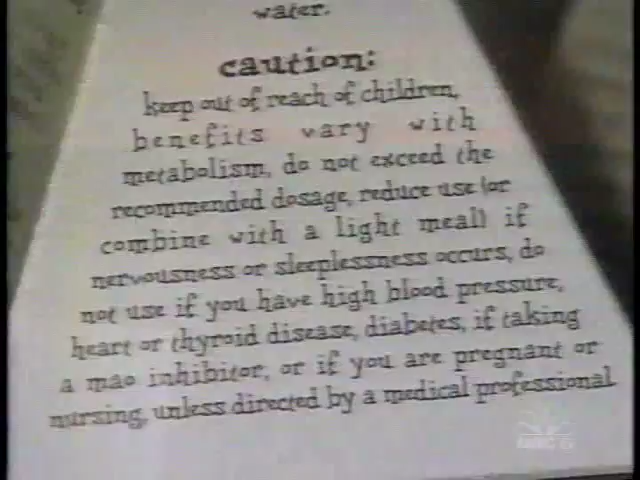 water.
caution:
keep out of reach of children,
benefits vary with
metabolism, do not exceed the
recommended dosage, reduce use (or
combine with a light meal) if
nervousness or sleeplessness occurs, do
not use if you have high blood pressure,
heart or thyroid disease, diabetes, if taking
a mao inhibitor, or if you are pregnant or
nursing, unless directed by a medical professional